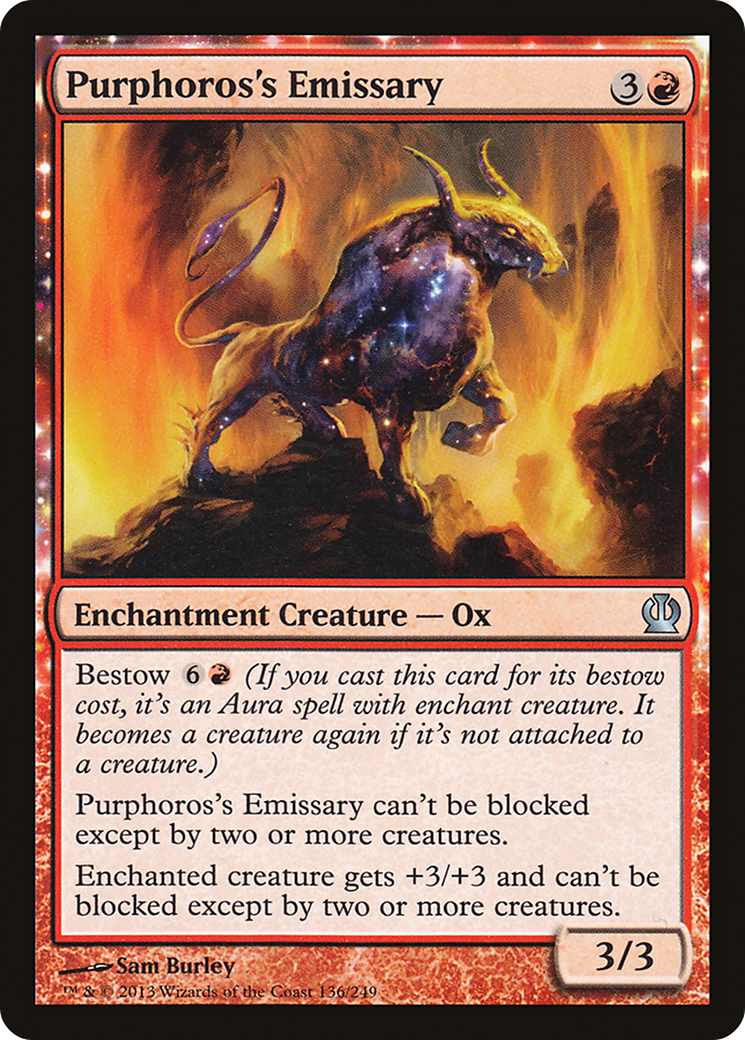 Purphoros's Emissary 3
Enchantment Creature — Ox
Bestow 6 (If you cast this card for its bestow
cost, it's an Aura spell with enchant creature. It
becomes a creature again if it's not attached to
a creature.)
Purphoros's Emissary can't be blocked
except by two or more creatures.
Enchanted creature gets +3/+3 and can't be
blocked except by two or more creatures.
3/3
Sam Burley
™ & © 2013 Wizards of the Coast 136/249